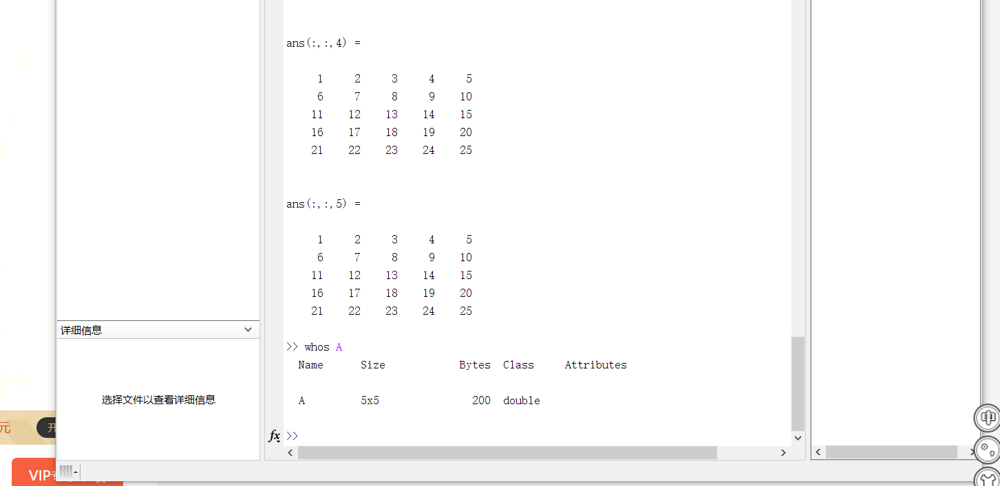 ans(:,:,4) =
1 2 3 4 5
6 7 8 9 10
11 12 13 14 15
16 17 18 19 20
21 22 23 24 25
ans(:,:,5) =
1 2 3 4 5
6 7 8 9 10
11 12 13 14 15
16 17 18 19 20
21 22 23 24 25
详细信息
>> whos A
Name Size Bytes Class Attributes
选择文件以查看详细信息
A 5x5 200 double
元
开
fx >>
中
VIP